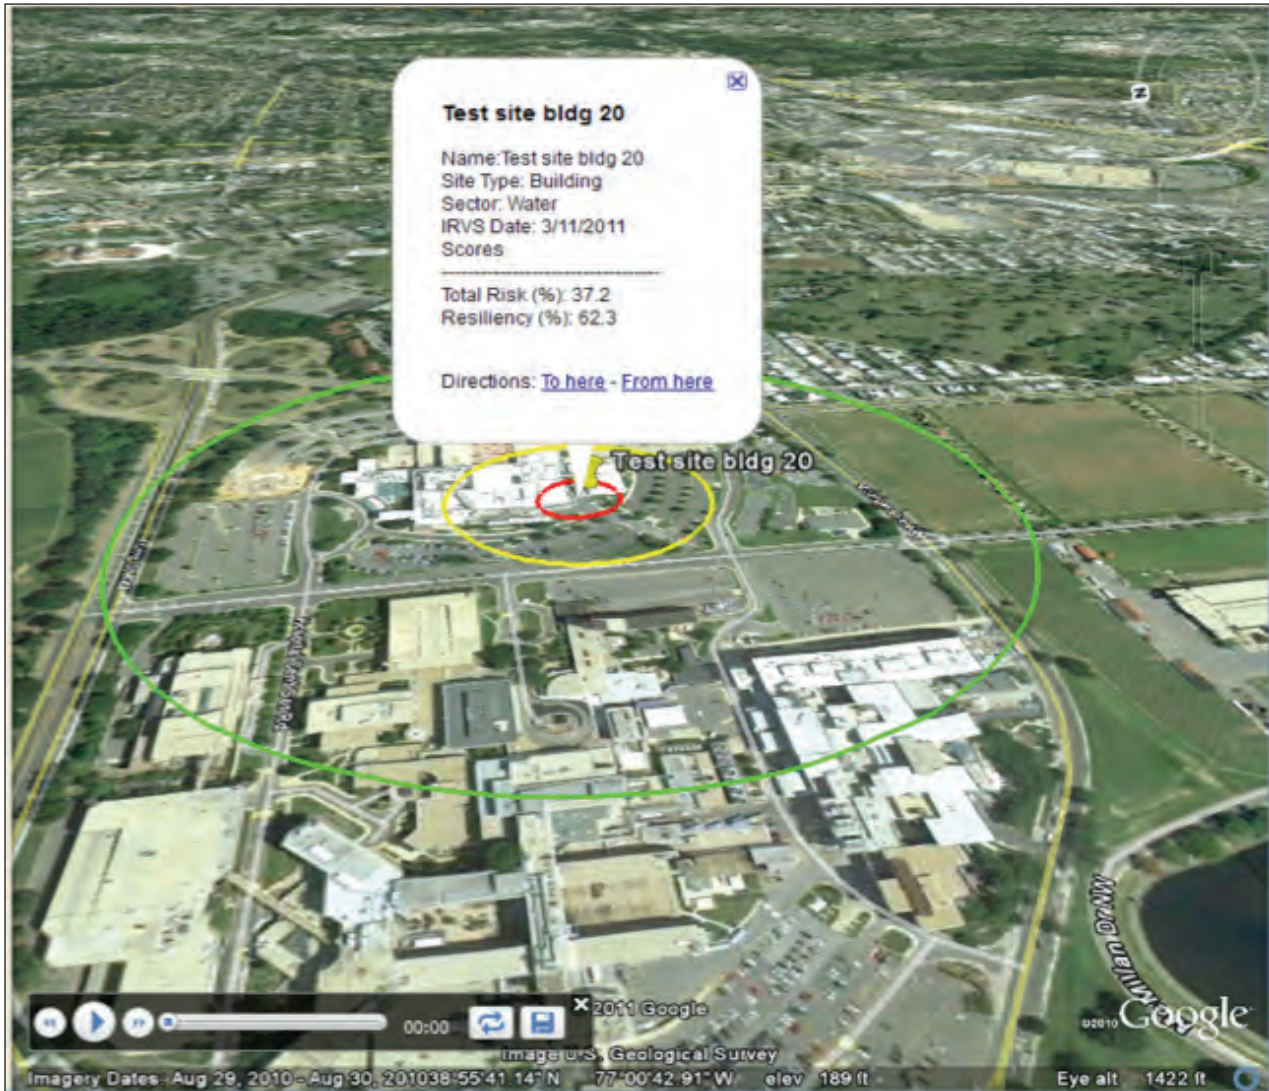 Test site bldg 20
Name:Test site bldg 20
Site Type: Building
Sector: Water
IRVS Date: 3/11/2011
Scores
------------------------------------
Total Risk (%): 37.2
Resiliency (%): 62.3
Directions: To here - From here
N
Test site bldg 20
Millan Dr NW
00:00
2011 Google
©2010 Google
Image U.S. Geological Survey
Imagery Dates: Aug 29, 2010 - Aug 30, 2010 38°55'41.14" N 77°00'42.91" W elev 189 ft Eye alt 1422 ft